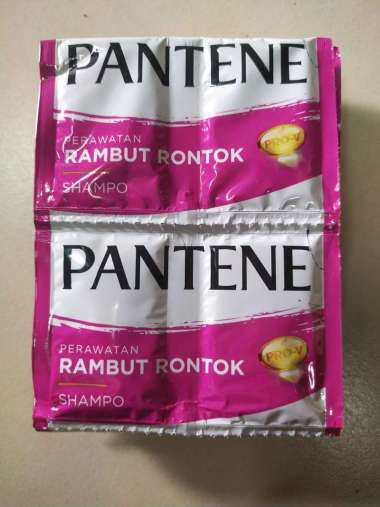 PANTENE
PERAWATAN
RAMBUT RONTOK
PRO-V
SHAMPO
PANTENE
PERAWATAN
RAMBUT RONTOK
PRO-V
SHAMPO